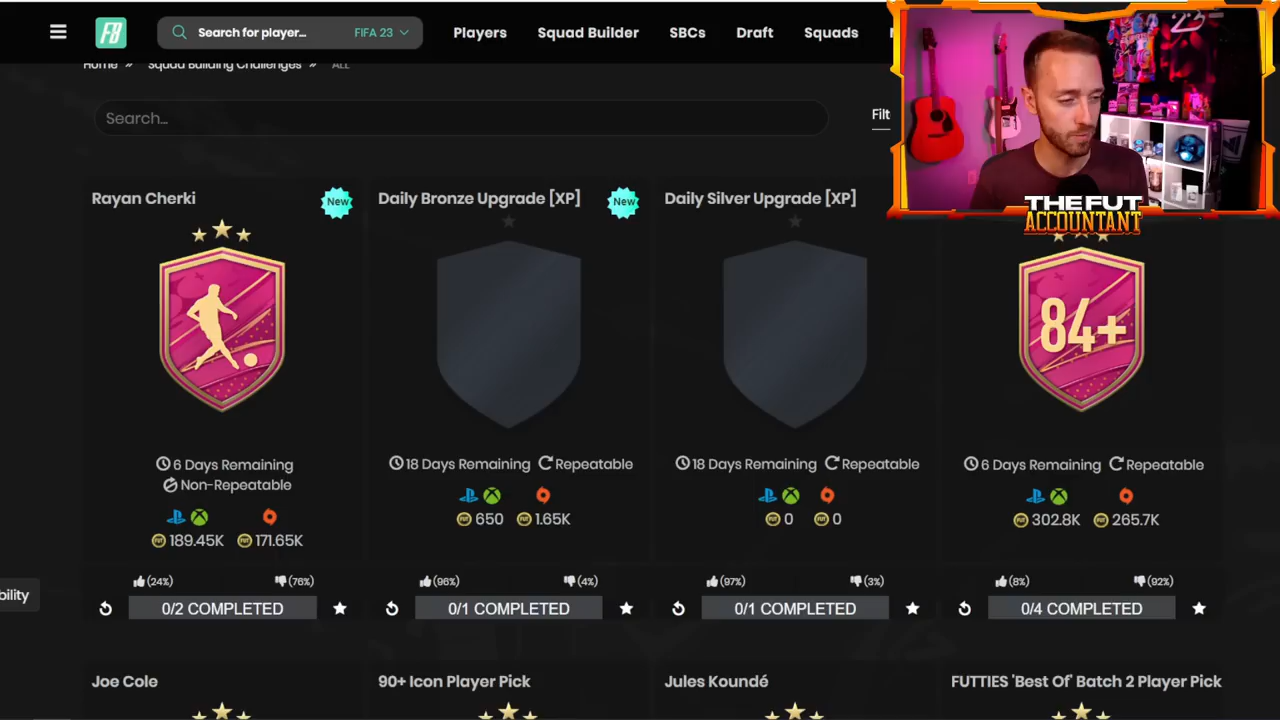 FB
Search for player...
FIFA 23
Players
Squad Builder
SBCs
Draft
Squads
Home » Squad Building Challenges » ALL
Search...
Filt
23
THE FUT
ACCOUNTANT
Rayan Cherki
New
6 Days Remaining
Non-Repeatable
189.45K
171.65K
(24%)
(76%)
0/2 COMPLETED
Daily Bronze Upgrade [XP]
New
18 Days Remaining
Repeatable
650
1.65K
(96%)
(4%)
0/1 COMPLETED
Daily Silver Upgrade [XP]
18 Days Remaining
Repeatable
0
0
(97%)
(3%)
0/1 COMPLETED
84+
6 Days Remaining
Repeatable
302.8K
265.7K
(8%)
(92%)
0/4 COMPLETED
bility
Joe Cole
90+ Icon Player Pick
Jules Koundé
FUTTIES 'Best Of' Batch 2 Player Pick